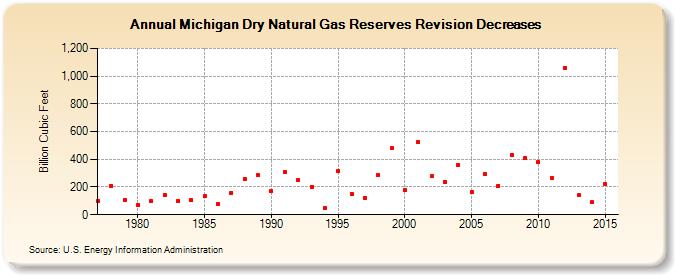 Annual Michigan Dry Natural Gas Reserves Revision Decreases
Billion Cubic Feet
1,200
1,000
800
600
400
200
0
1980 1985 1990 1995 2000 2005 2010 2015
Source: U.S. Energy Information Administration